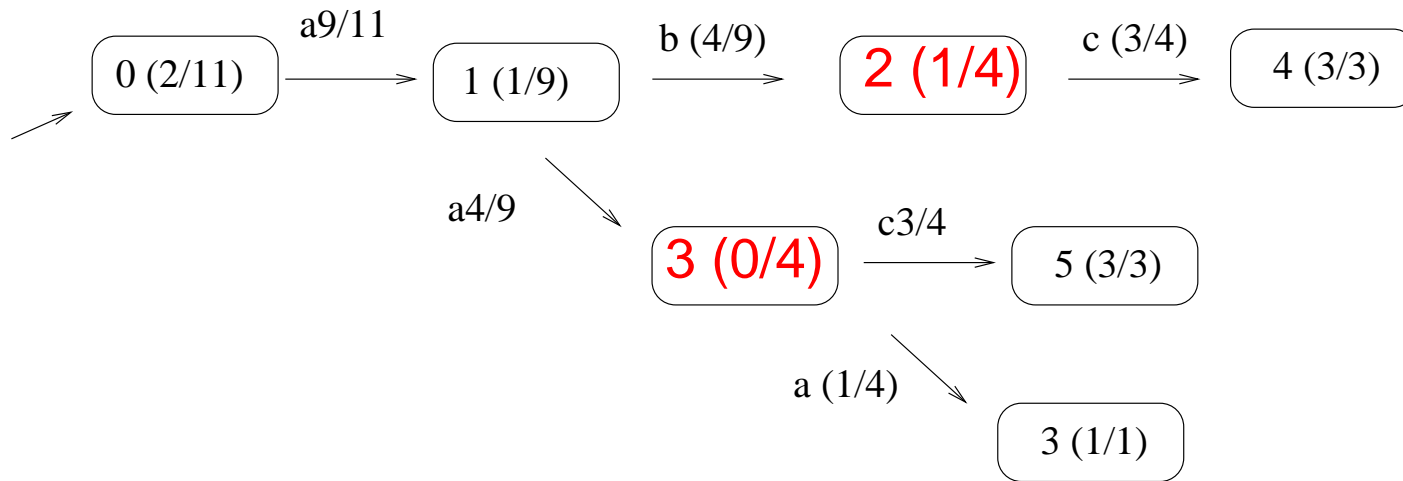 a9/11
0 (2/11)
1 (1/9)
b (4/9)
2 (1/4)
c (3/4)
4 (3/3)
a4/9
3 (0/4)
c3/4
5 (3/3)
a (1/4)
3 (1/1)